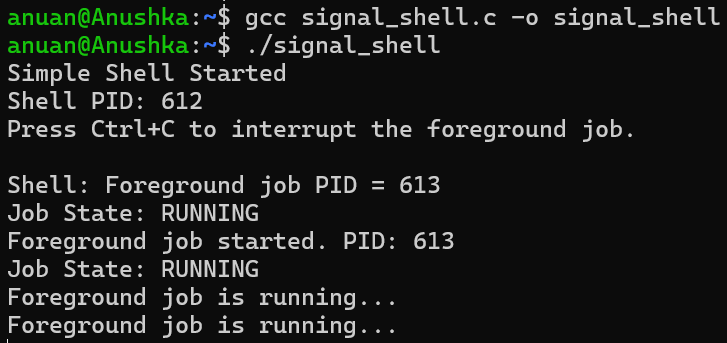 anuan@Anushka:~$ gcc signal_shell.c -o signal_shell
anuan@Anushka:~$ ./signal_shell
Simple Shell Started
Shell PID: 612
Press Ctrl+C to interrupt the foreground job.
Shell: Foreground job PID = 613
Job State: RUNNING
Foreground job started. PID: 613
Job State: RUNNING
Foreground job is running...
Foreground job is running...